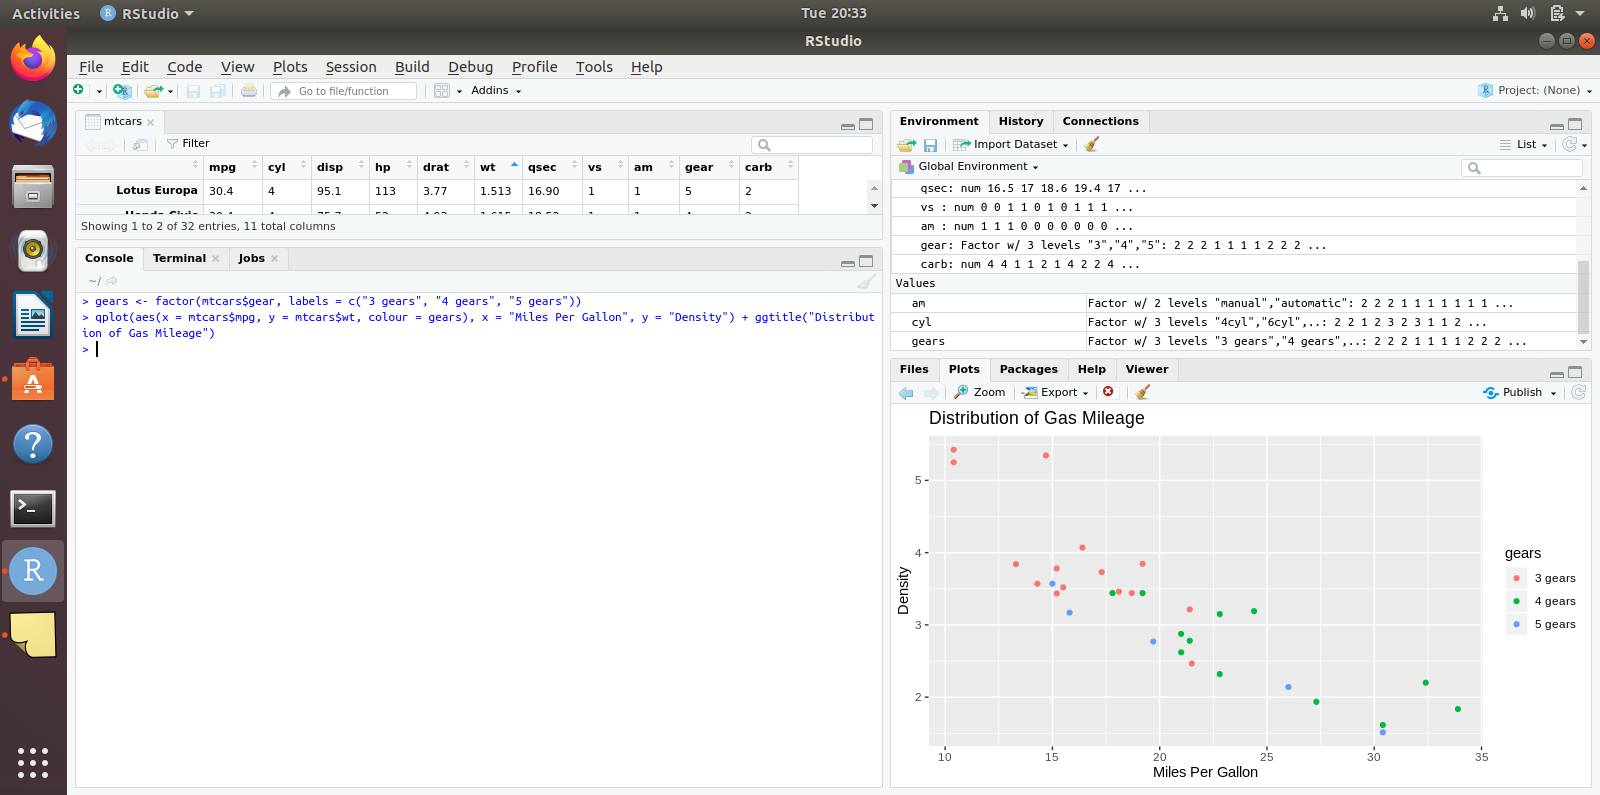 Activities RStudio Tue 20:33
RStudio
File Edit Code View Plots Session Build Debug Profile Tools Help
Go to file/function Addins Project: (None)
mtcars
Filter
mpg cyl disp hp drat wt qsec vs am gear carb
Lotus Europa 30.4 4 95.1 113 3.77 1.513 16.90 1 1 5 2
Showing 1 to 2 of 32 entries, 11 total columns
Console Terminal Jobs
~/
> gears <- factor(mtcars$gear, labels = c("3 gears", "4 gears", "5 gears"))
> qplot(aes(x = mtcars$mpg, y = mtcars$wt, colour = gears), x = "Miles Per Gallon", y = "Density") + ggtitle("Distribut
ion of Gas Mileage")
>
Environment History Connections
Import Dataset List
Global Environment
qsec: num 16.5 17 18.6 19.4 17 ...
vs : num 0 0 1 1 0 1 0 1 1 1 ...
am : num 1 1 1 0 0 0 0 0 0 0 ...
gear: Factor w/ 3 levels "3","4","5": 2 2 2 1 1 1 1 2 2 2 ...
carb: num 4 4 1 1 2 1 4 2 2 4 ...
Values
am Factor w/ 2 levels "manual","automatic": 2 2 2 1 1 1 1 1 1 1 ...
cyl Factor w/ 3 levels "4cyl","6cyl",..: 2 2 1 2 3 2 3 1 1 2 ...
gears Factor w/ 3 levels "3 gears","4 gears",..: 2 2 2 1 1 1 1 2 2 2 ...
Files Plots Packages Help Viewer
Zoom Export Publish
Distribution of Gas Mileage
5
4
3
2
Density
10 15 20 25 30 35
Miles Per Gallon
gears
3 gears
4 gears
5 gears